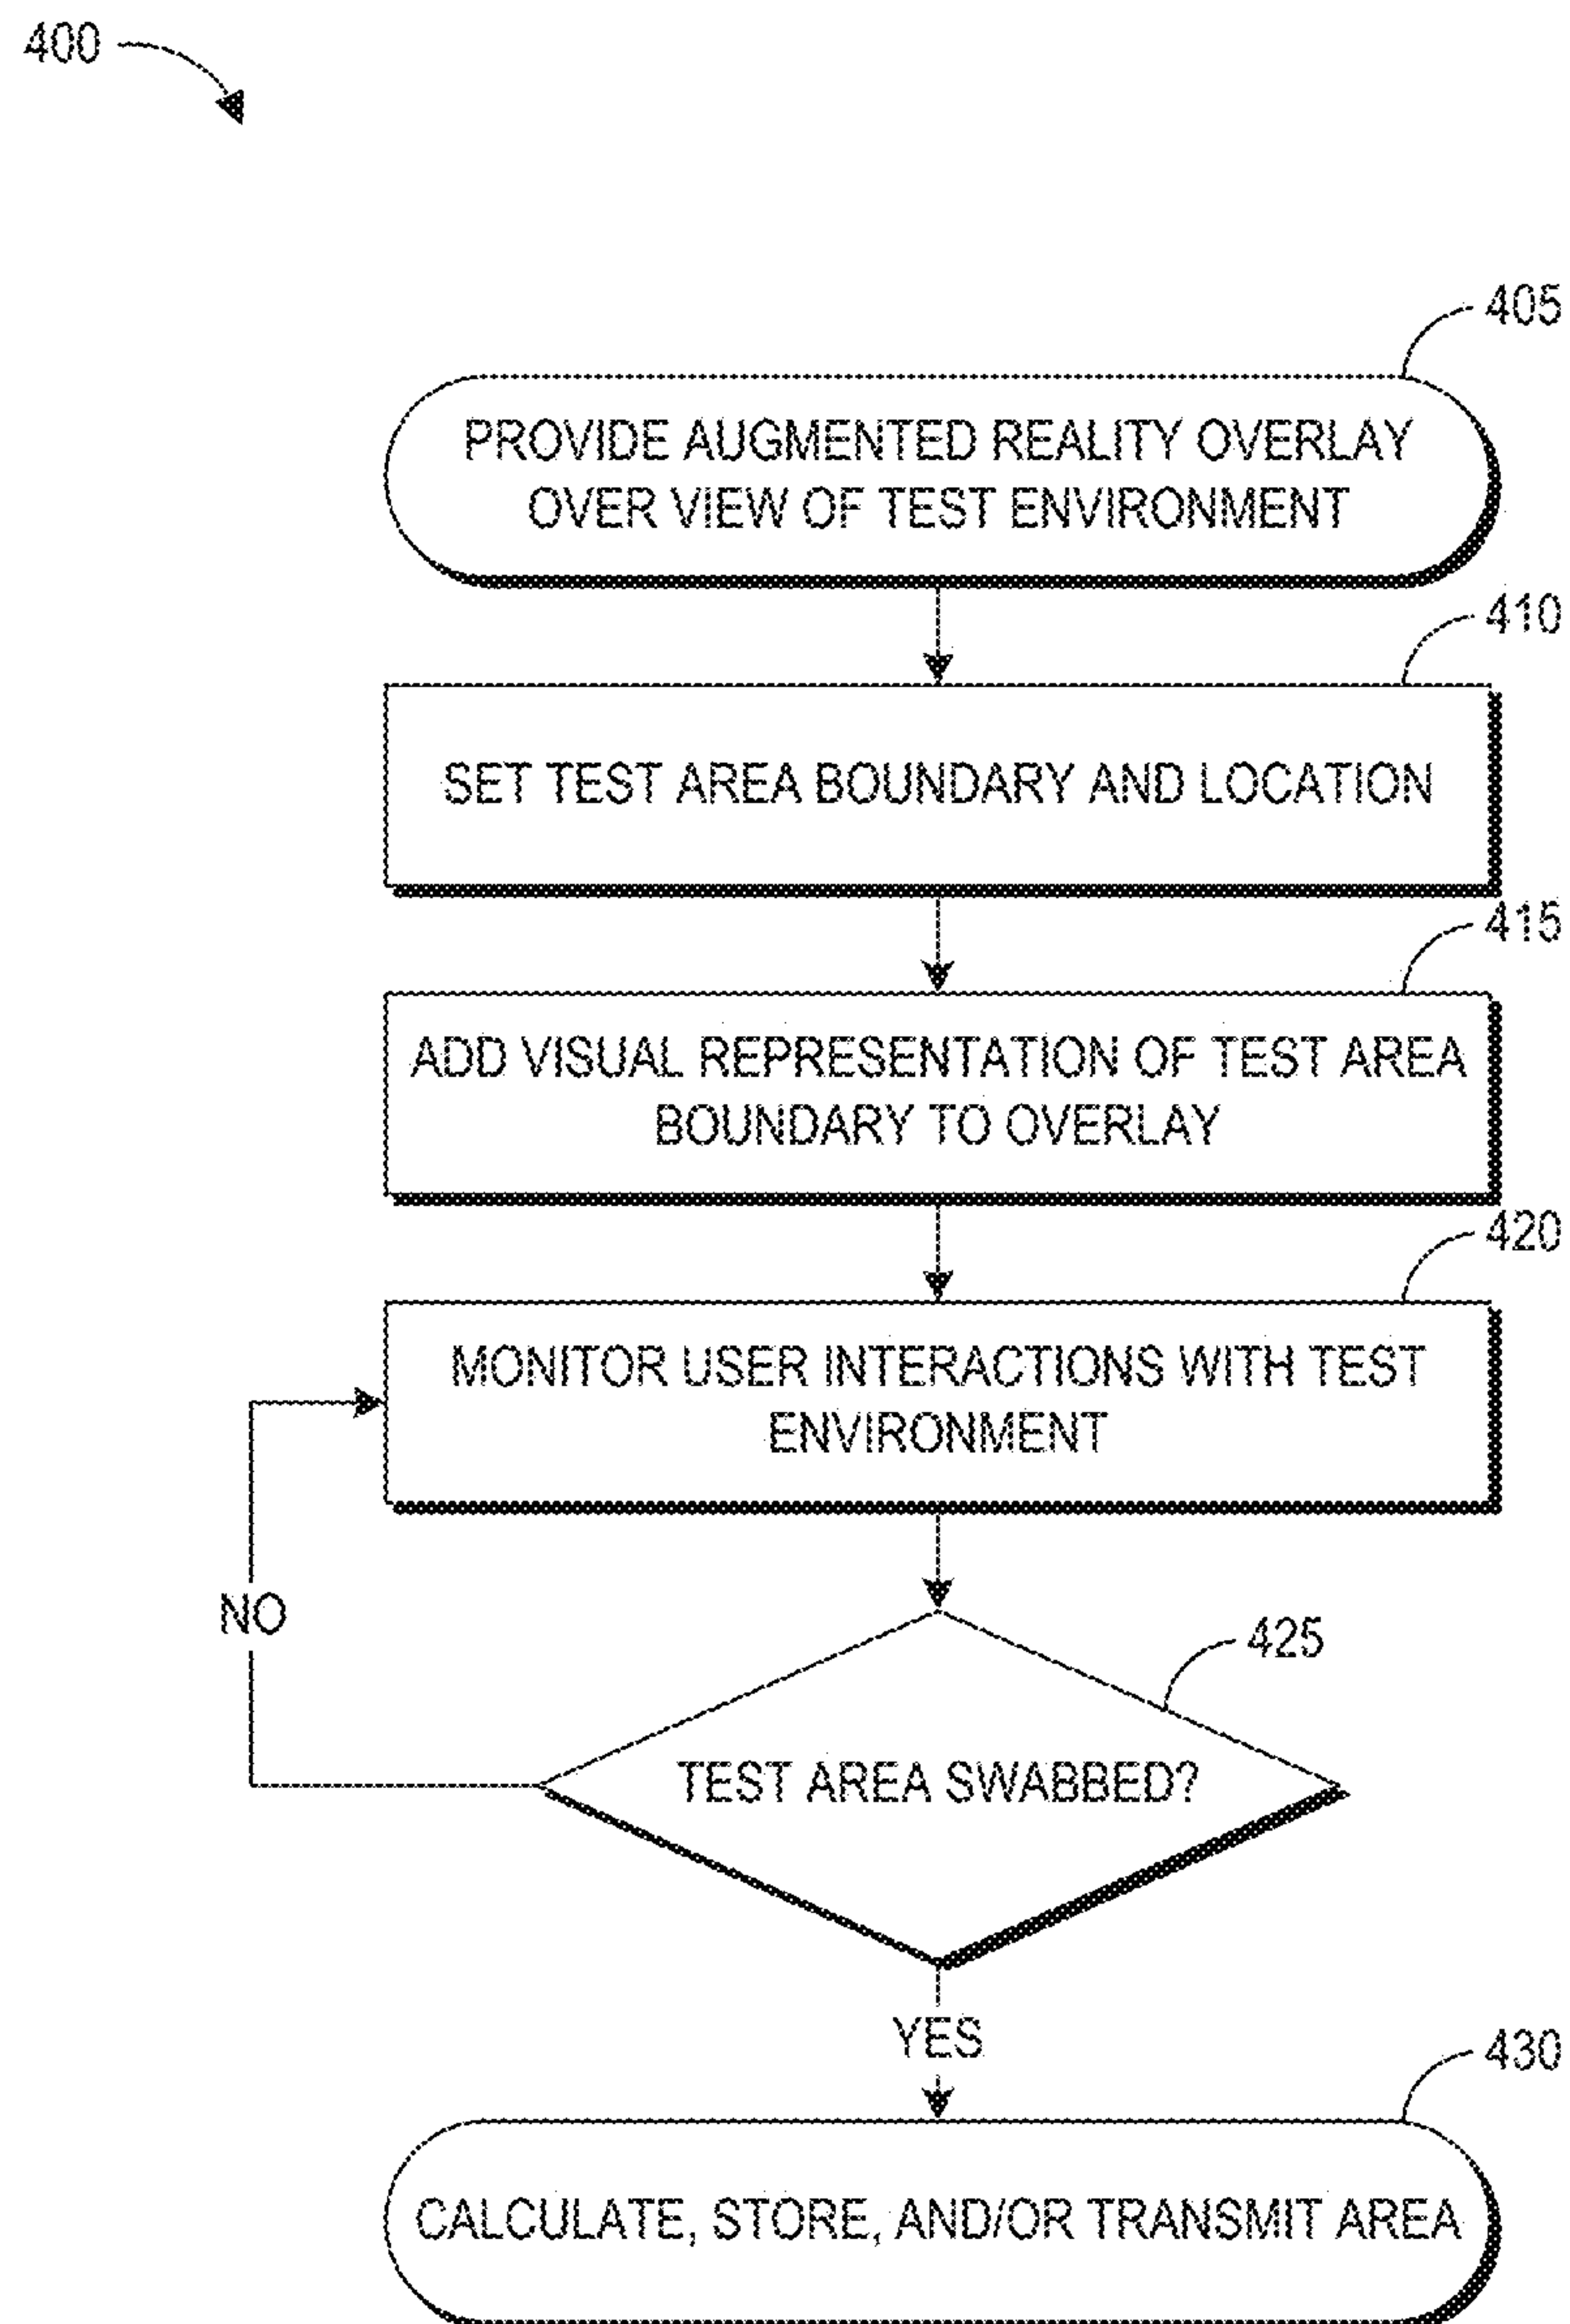 400
405
PROVIDE AUGMENTED REALITY OVERLAY
OVER VIEW OF TEST ENVIRONMENT
410
SET TEST AREA BOUNDARY AND LOCATION
415
ADD VISUAL REPRESENTATION OF TEST AREA
BOUNDARY TO OVERLAY
420
MONITOR USER INTERACTIONS WITH TEST
ENVIRONMENT
NO
425
TEST AREA SWABBED?
YES
430
CALCULATE, STORE, AND/OR TRANSMIT AREA